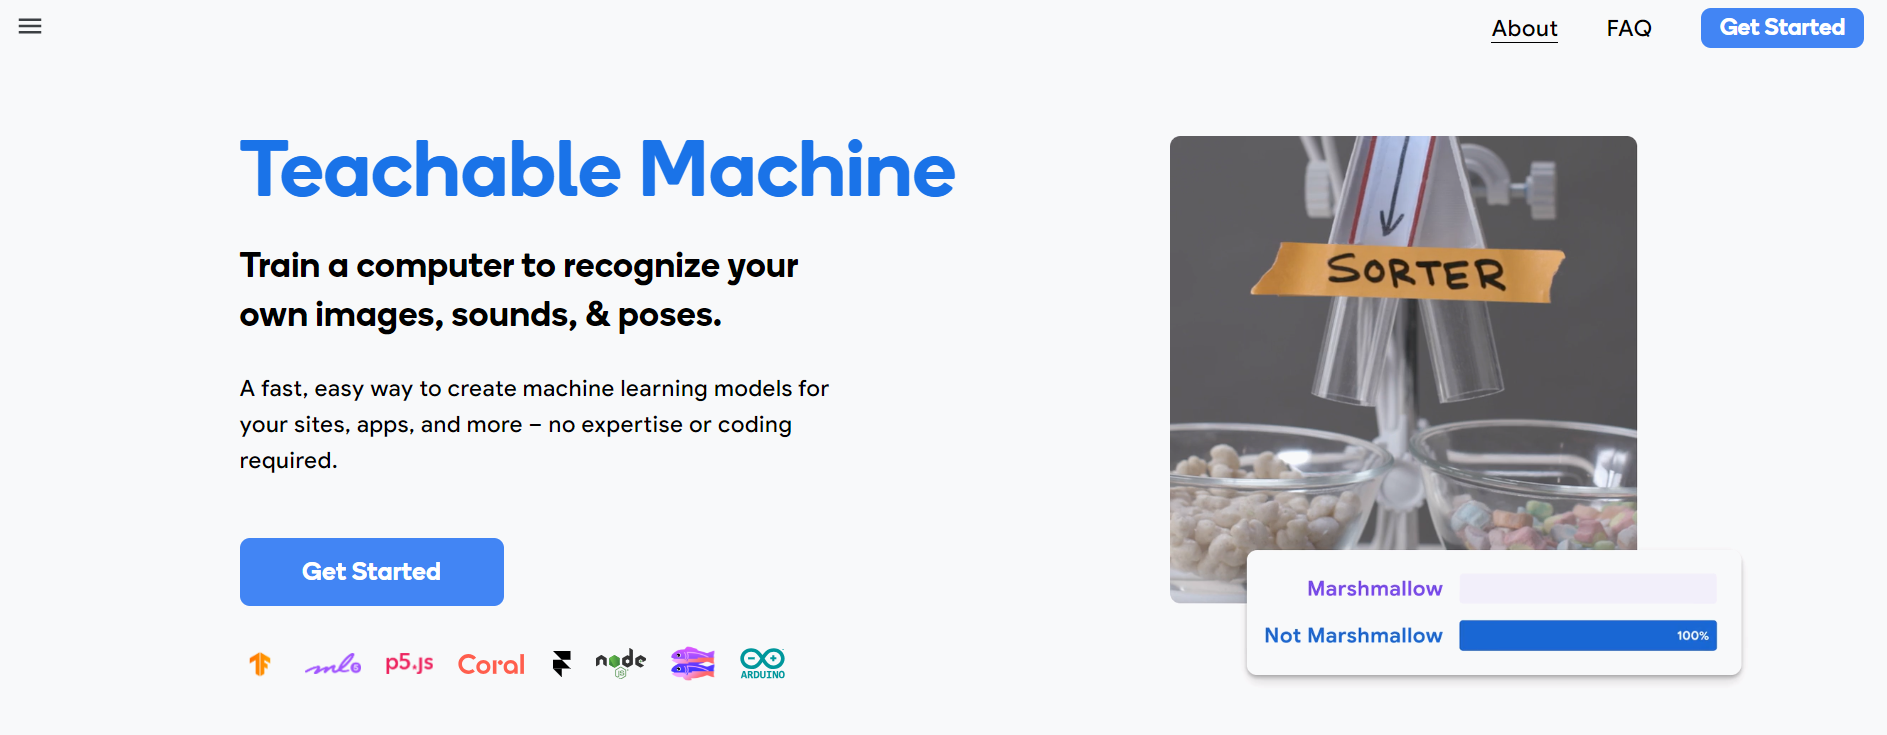 About FAQ Get Started
Teachable Machine
Train a computer to recognize your
own images, sounds, & poses.
A fast, easy way to create machine learning models for
your sites, apps, and more – no expertise or coding
required.
Get Started
ml5 p5.js Coral node JS ARDUINO
SORTER
Marshmallow
Not Marshmallow 100%